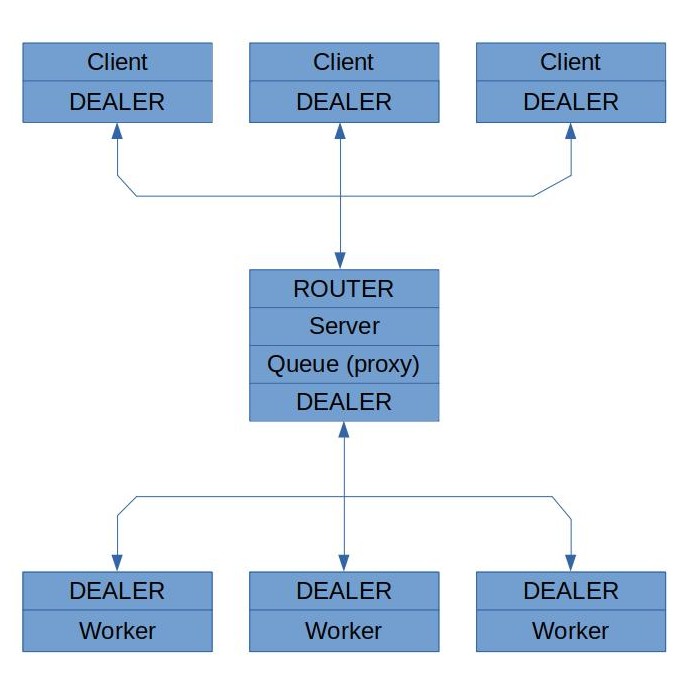 Client
DEALER
Client
DEALER
Client
DEALER
ROUTER
Server
Queue (proxy)
DEALER
DEALER
Worker
DEALER
Worker
DEALER
Worker